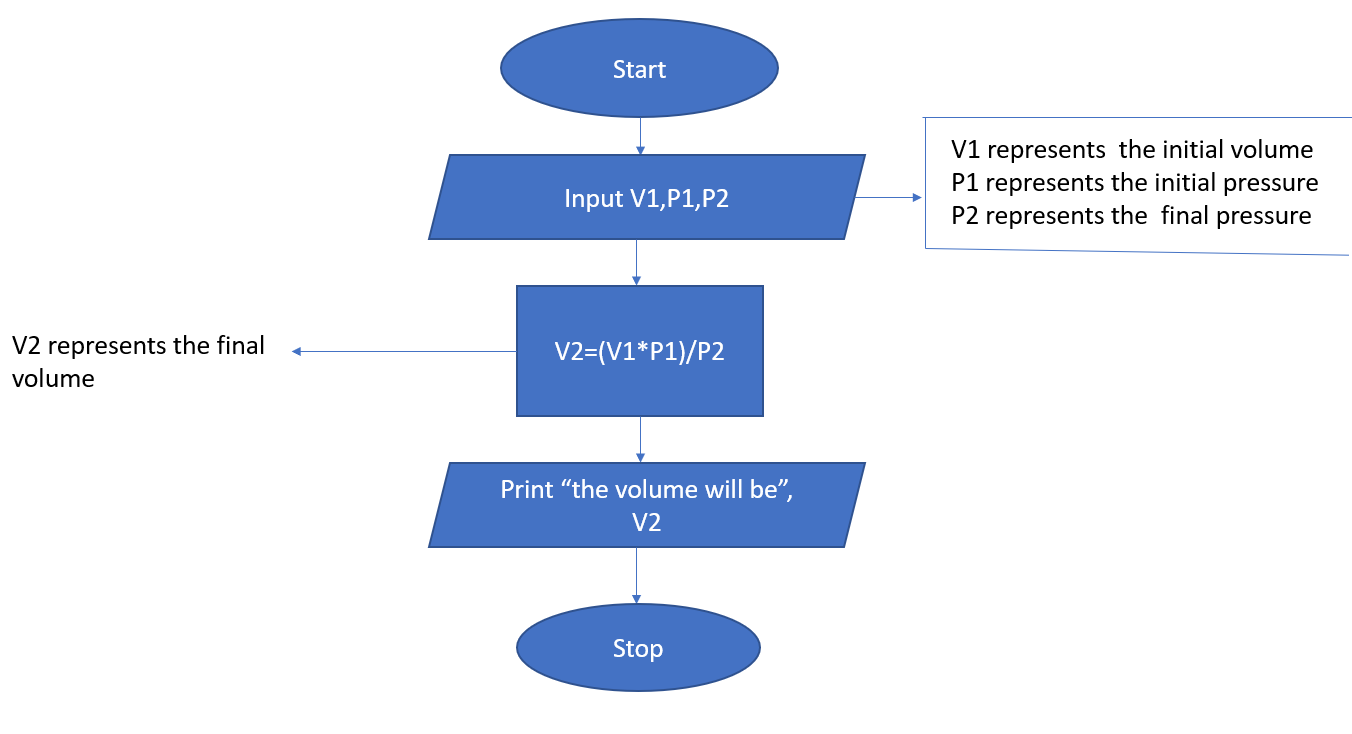 Start
Input V1,P1,P2
V1 represents  the initial volume
P1 represents the initial pressure
P2 represents the  final pressure
V2=(V1*P1)/P2
V2 represents the final
volume
Print “the volume will be”,
V2
Stop